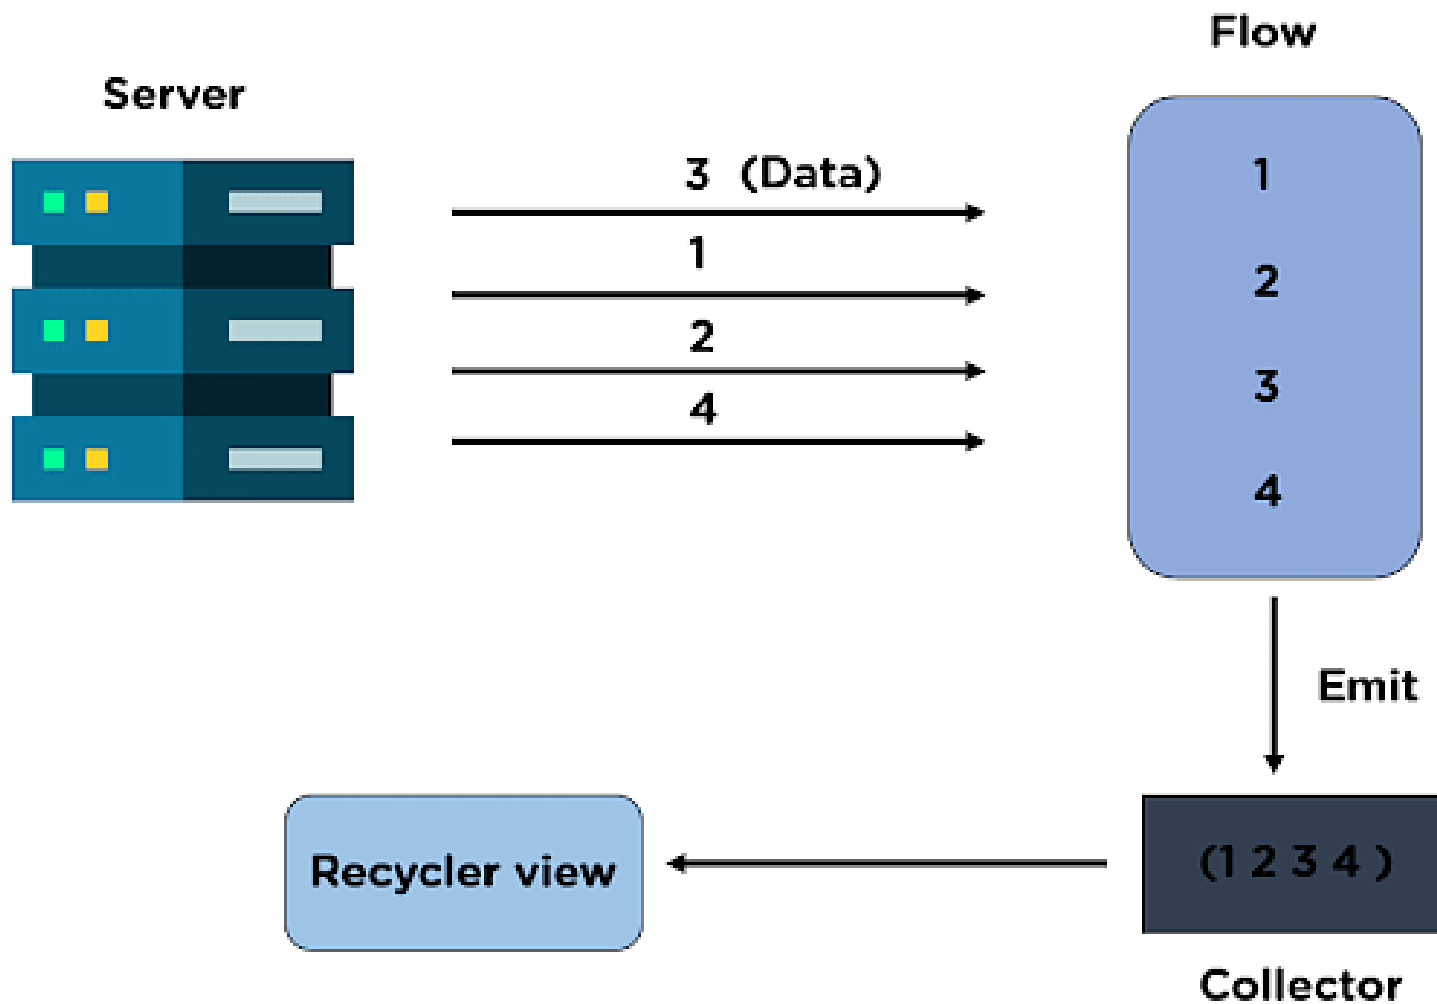 Flow
Server
3 (Data)
1
2
4
1
2
3
4
Emit
Recycler view
(1 2 3 4 )
Collector